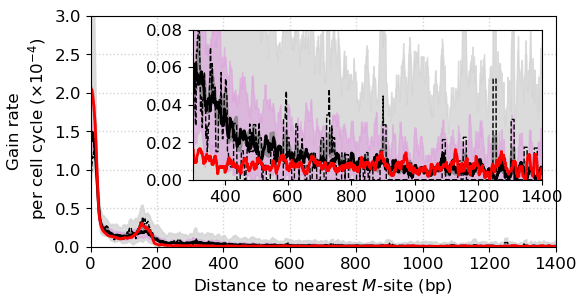 3.0
2.5
2.0
1.5
1.0
0.5
0.0
Gain rate
per cell cycle (×10⁻⁴)
0.08
0.06
0.04
0.02
0.00
400 600 800 1000 1200 1400
0 200 400 600 800 1000 1200 1400
Distance to nearest M-site (bp)